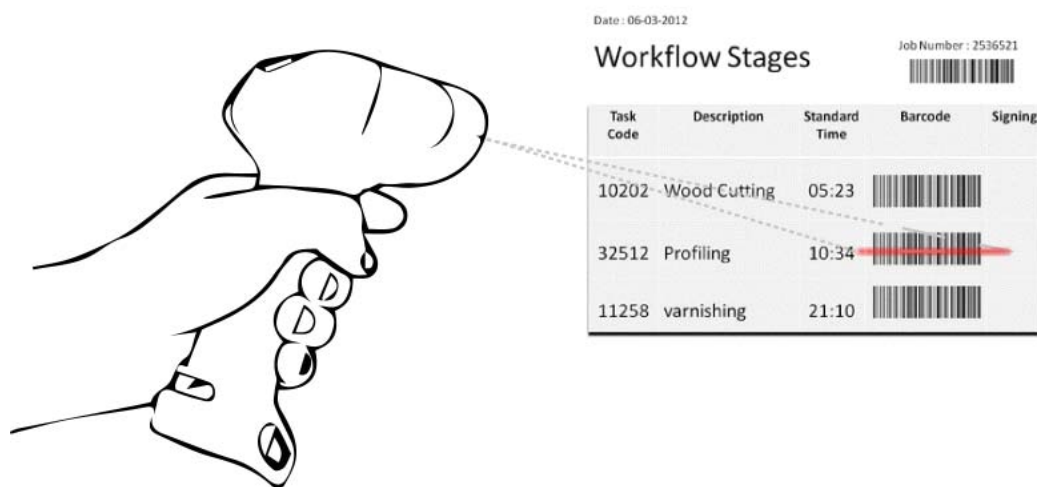 Date : 06-03-2012
Workflow Stages
Job Number : 2536521
Task Code Description Standard Time Barcode Signing
10202 Wood Cutting 05:23
32512 Profiling 10:34
11258 varnishing 21:10